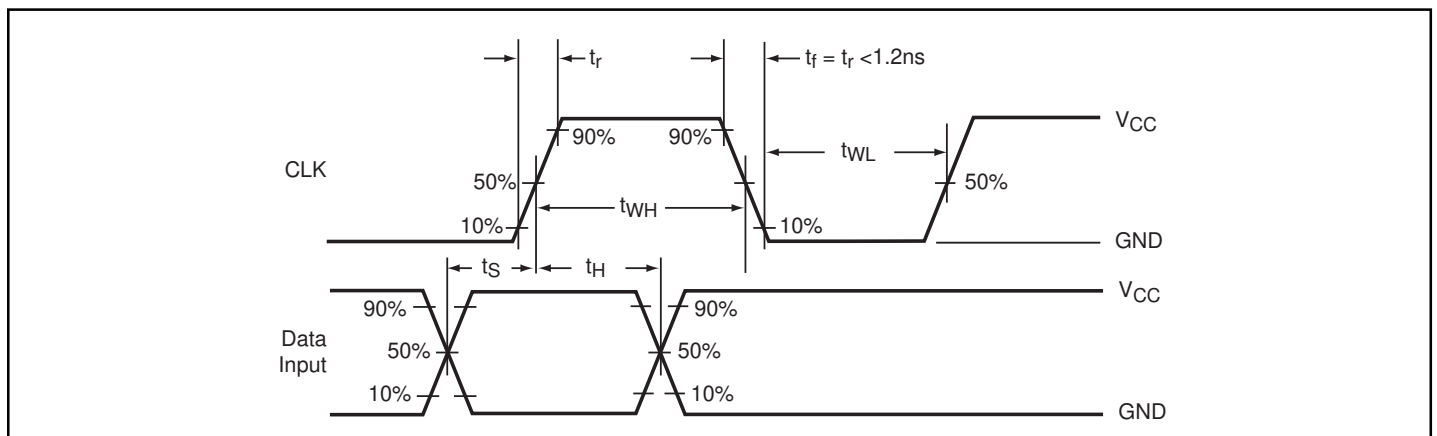 tr
tf = tr <1.2ns
VCC
90% 90%
tWL
CLK
50% 50%
tWH
10% 10%
GND
tS tH
VCC
90% 90%
Data
Input
50% 50%
10% 10%
GND